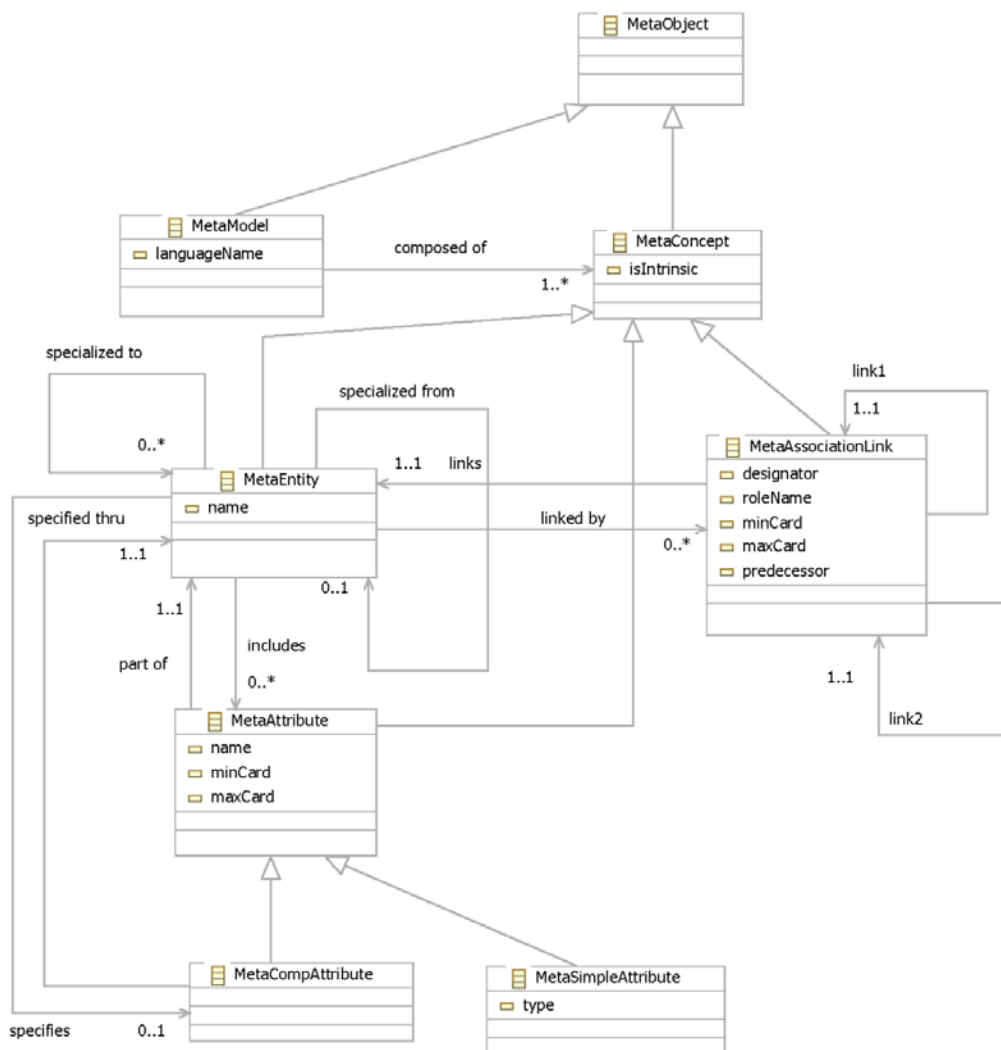 MetaObject
MetaModel
languageName
composed of
1..*
MetaConcept
isIntrinsic
specialized to
0..*
specialized from
link1
1..1
MetaEntity
name
1..1 links
linked by
0..*
MetaAssociationLink
designator
roleName
minCard
maxCard
predecessor
specified thru
1..1
0..1
1..1
part of
includes
0..*
1..1
link2
MetaAttribute
name
minCard
maxCard
MetaCompAttribute
MetaSimpleAttribute
type
specifies
0..1